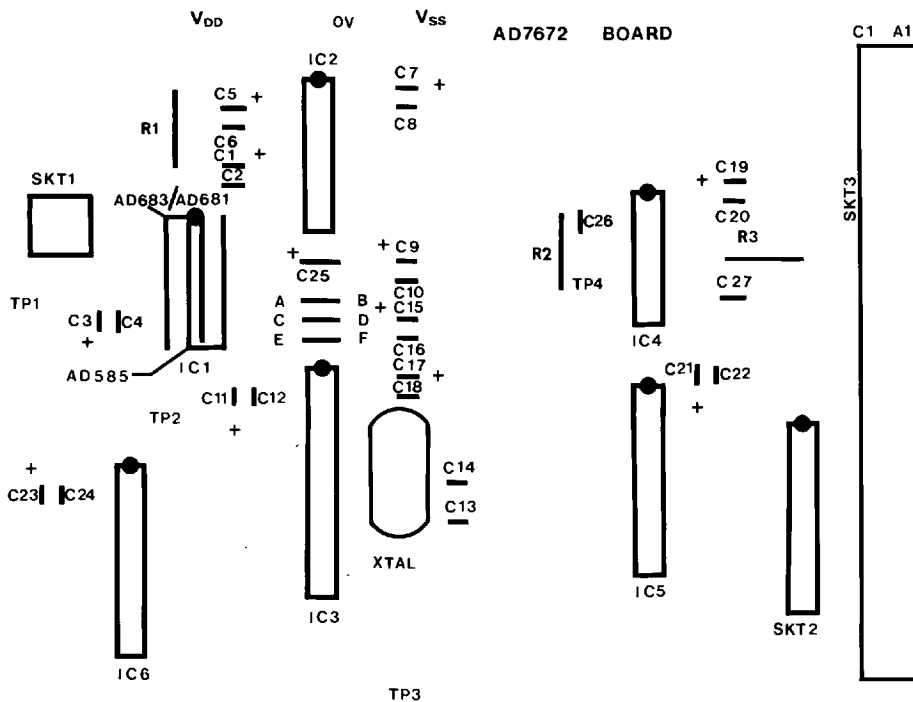 VDD OV VSS
AD7672 BOARD
C1 A1
IC2
C7
+
C8
C5 +
R1
C6
C1 +
C2
SKT1
AD683/AD681
SKT3
C19
+
C20
C26
R2
R3
TP4
C27
+
C25
+ C9
C10
TP1
A B
+ C15
C D
C3 C4
+
E F
C16
IC4
IC1
AD585
C17
+
C18
C21 C22
+
TP2
C11 C12
+
+
C23 C24
C14
C13
XTAL
IC5
IC3
SKT2
IC6
TP3